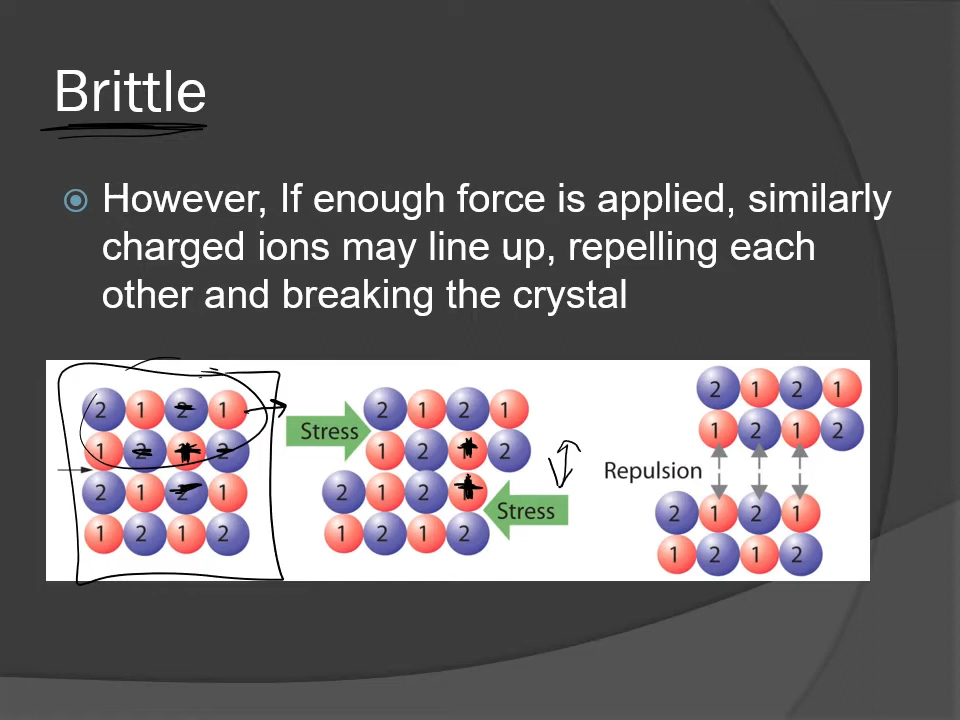 Brittle
However, If enough force is applied, similarly
charged ions may line up, repelling each
other and breaking the crystal
2 1 2 1
1 2 1 2
2 1 2 1
1 2 1 2
Stress
2 1 2 1
1 2 1 2
2 1 2 1
1 2 1 2
Stress
Repulsion
2 1 2 1
1 2 1 2
2 1 2 1
1 2 1 2